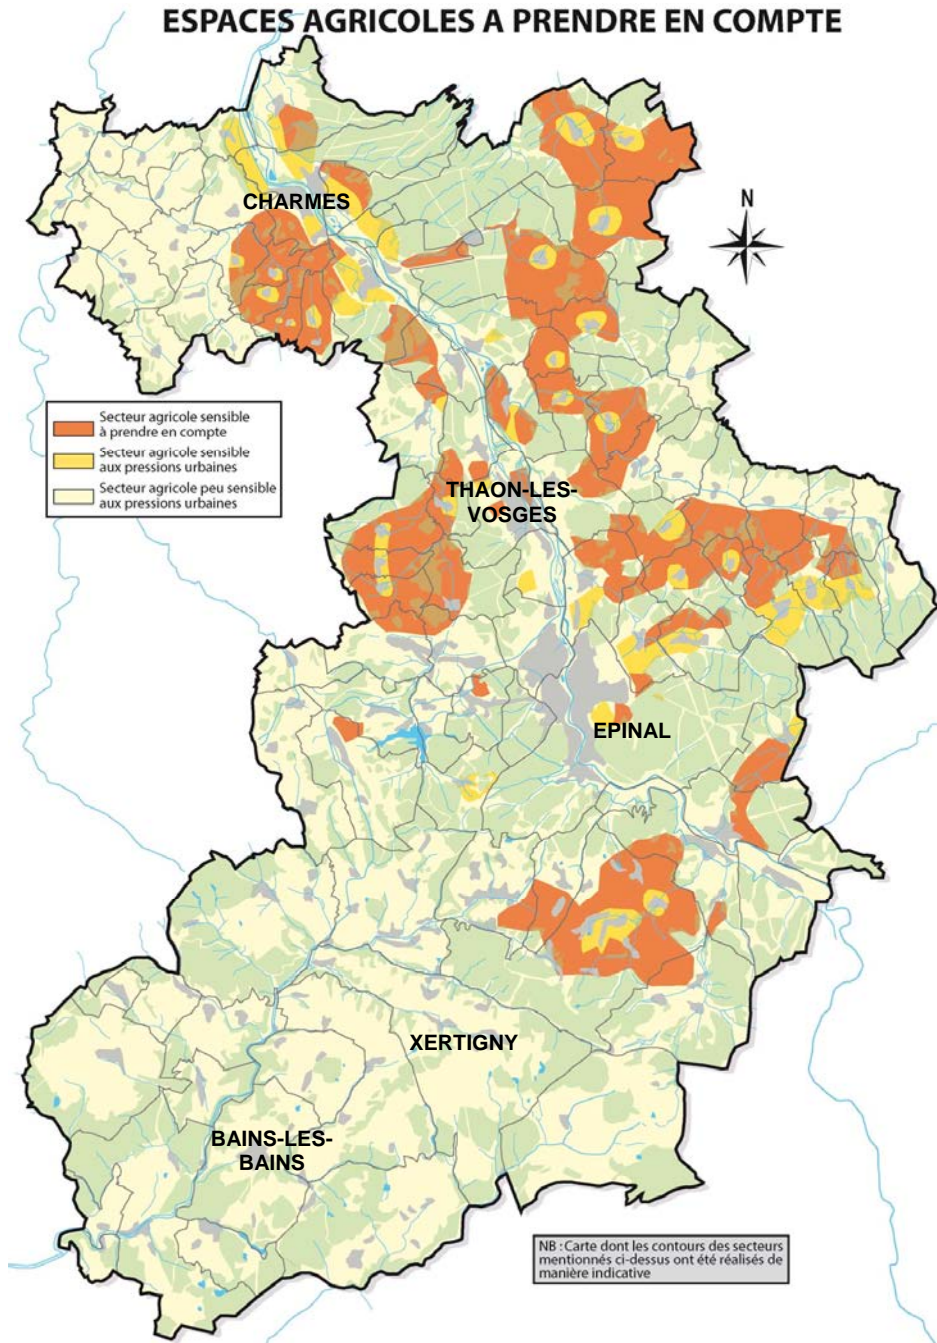 ESPACES AGRICOLES A PRENDRE EN COMPTE
N
CHARMES
Secteur agricole sensible
à prendre en compte
Secteur agricole sensible
aux pressions urbaines
Secteur agricole peu sensible
aux pressions urbaines
THAON-LES-
VOSGES
EPINAL
XERTIGNY
BAINS-LES-
BAINS
NB : Carte dont les contours des secteurs
mentionnés ci-dessus ont été réalisés de
manière indicative